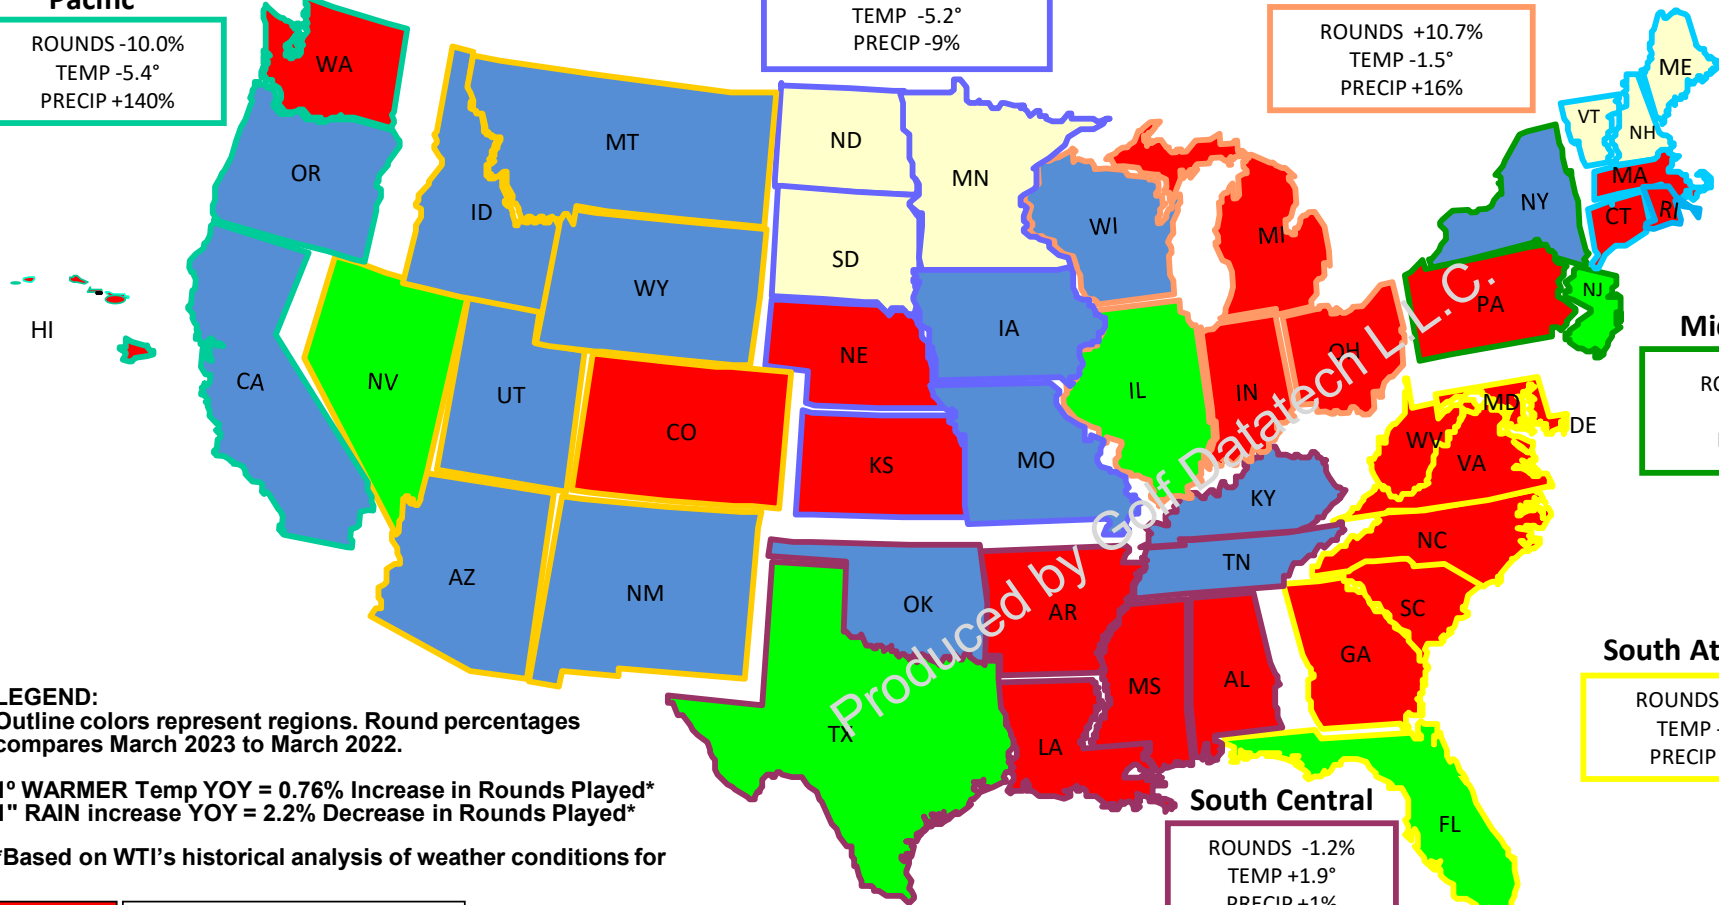 Pacific
ROUNDS -10.0%
TEMP -5.4°
PRECIP +140%
TEMP -5.2°
PRECIP -9%
ROUNDS +10.7%
TEMP -1.5°
PRECIP +16%
WA
OR
CA
HI
NV
ID
MT
WY
UT
CO
AZ
NM
ND
SD
NE
KS
MN
IA
MO
WI
IL
MI
IN
OH
OK
TX
AR
LA
KY
TN
MS
AL
ME
VT
NH
MA
CT
RI
NY
PA
NJ
MD
DE
WV
VA
NC
SC
GA
FL
Produced by Golf Datatech L.L.C.
South At
ROUNDS
TEMP -
PRECIP
South Central
ROUNDS -1.2%
TEMP +1.9°
PRECIP +1%
LEGEND:
Outline colors represent regions. Round percentages
compares March 2023 to March 2022.
1º WARMER Temp YOY = 0.76% Increase in Rounds Played*
1" RAIN increase YOY = 2.2% Decrease in Rounds Played*
*Based on WTI's historical analysis of weather conditions for